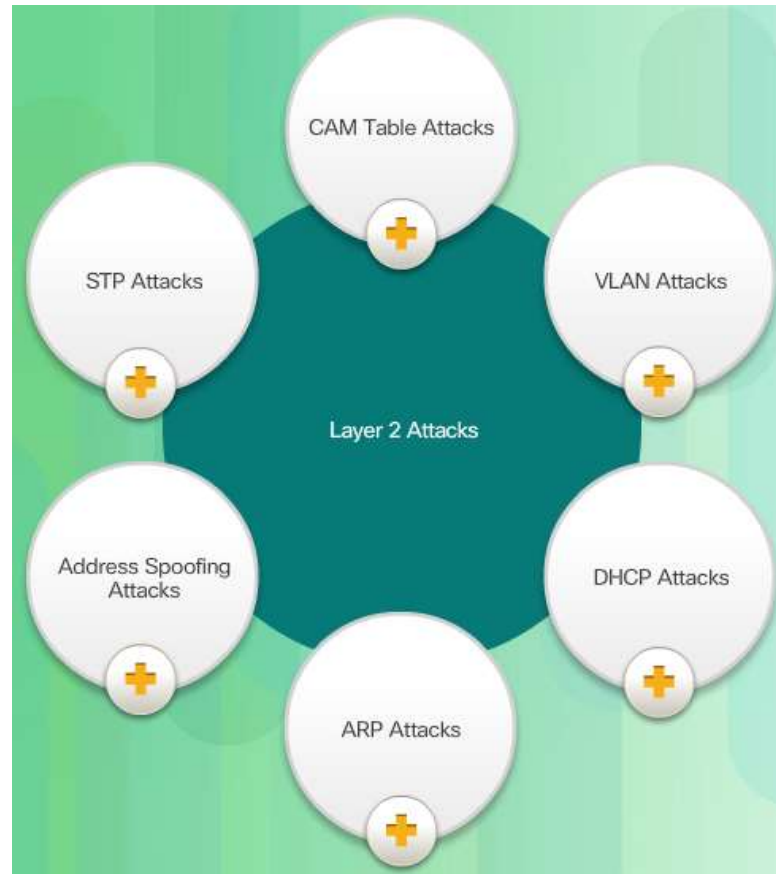 CAM Table Attacks
STP Attacks
VLAN Attacks
Layer 2 Attacks
Address Spoofing
Attacks
DHCP Attacks
ARP Attacks